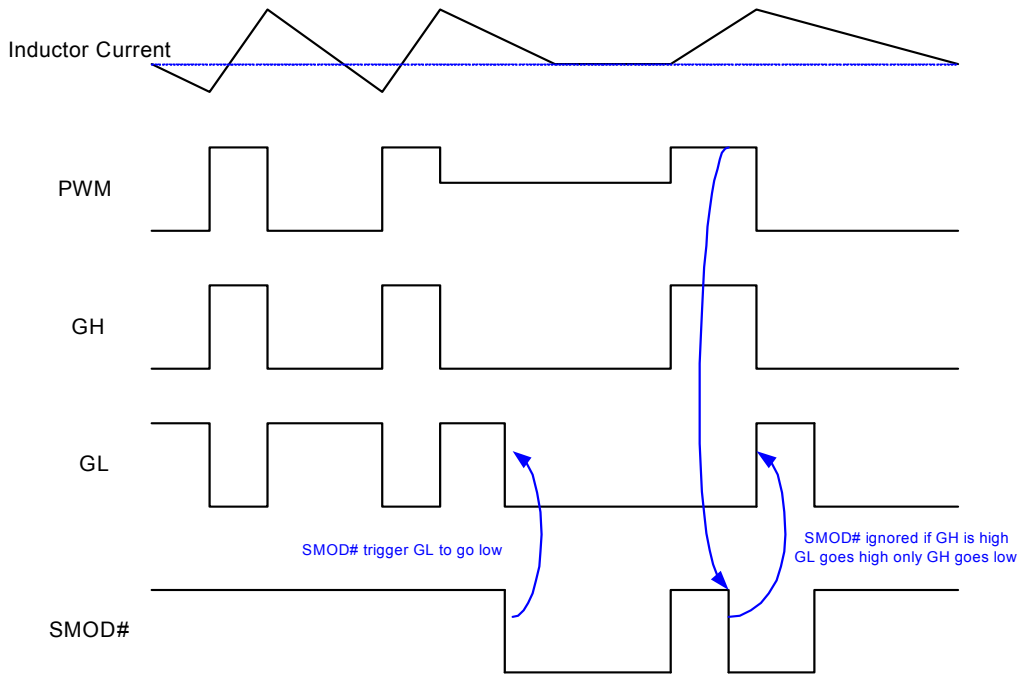 Inductor Current
PWM
GH
GL
SMOD# trigger GL to go low
SMOD# ignored if GH is high
GL goes high only GH goes low
SMOD#